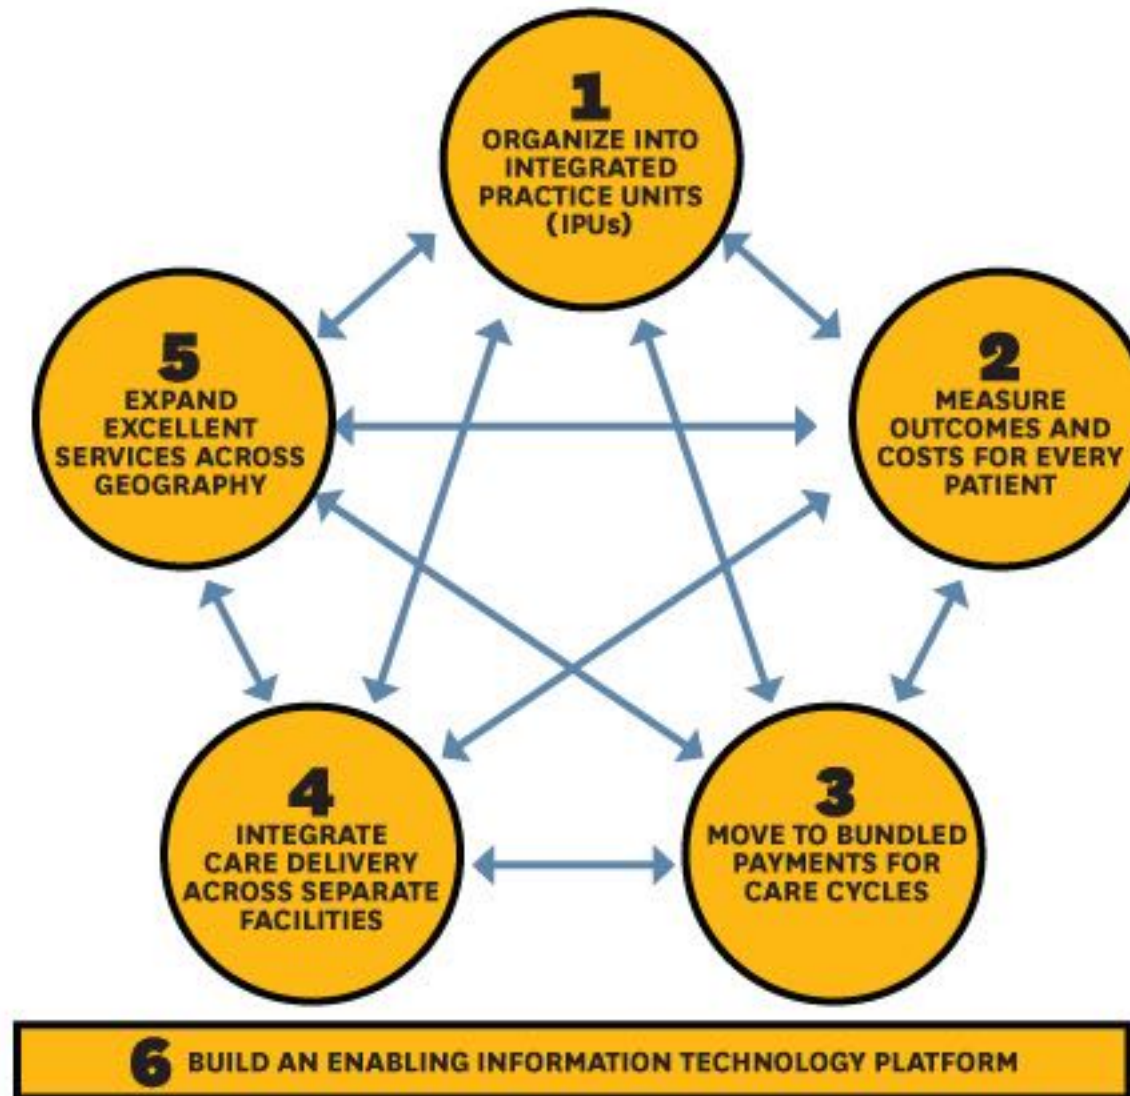 1
ORGANIZE INTO
INTEGRATED
PRACTICE UNITS
(IPUs)
2
MEASURE
OUTCOMES AND
COSTS FOR EVERY
PATIENT
3
MOVE TO BUNDLED
PAYMENTS FOR
CARE CYCLES
4
INTEGRATE
CARE DELIVERY
ACROSS SEPARATE
FACILITIES
5
EXPAND
EXCELLENT
SERVICES ACROSS
GEOGRAPHY
6 BUILD AN ENABLING INFORMATION TECHNOLOGY PLATFORM